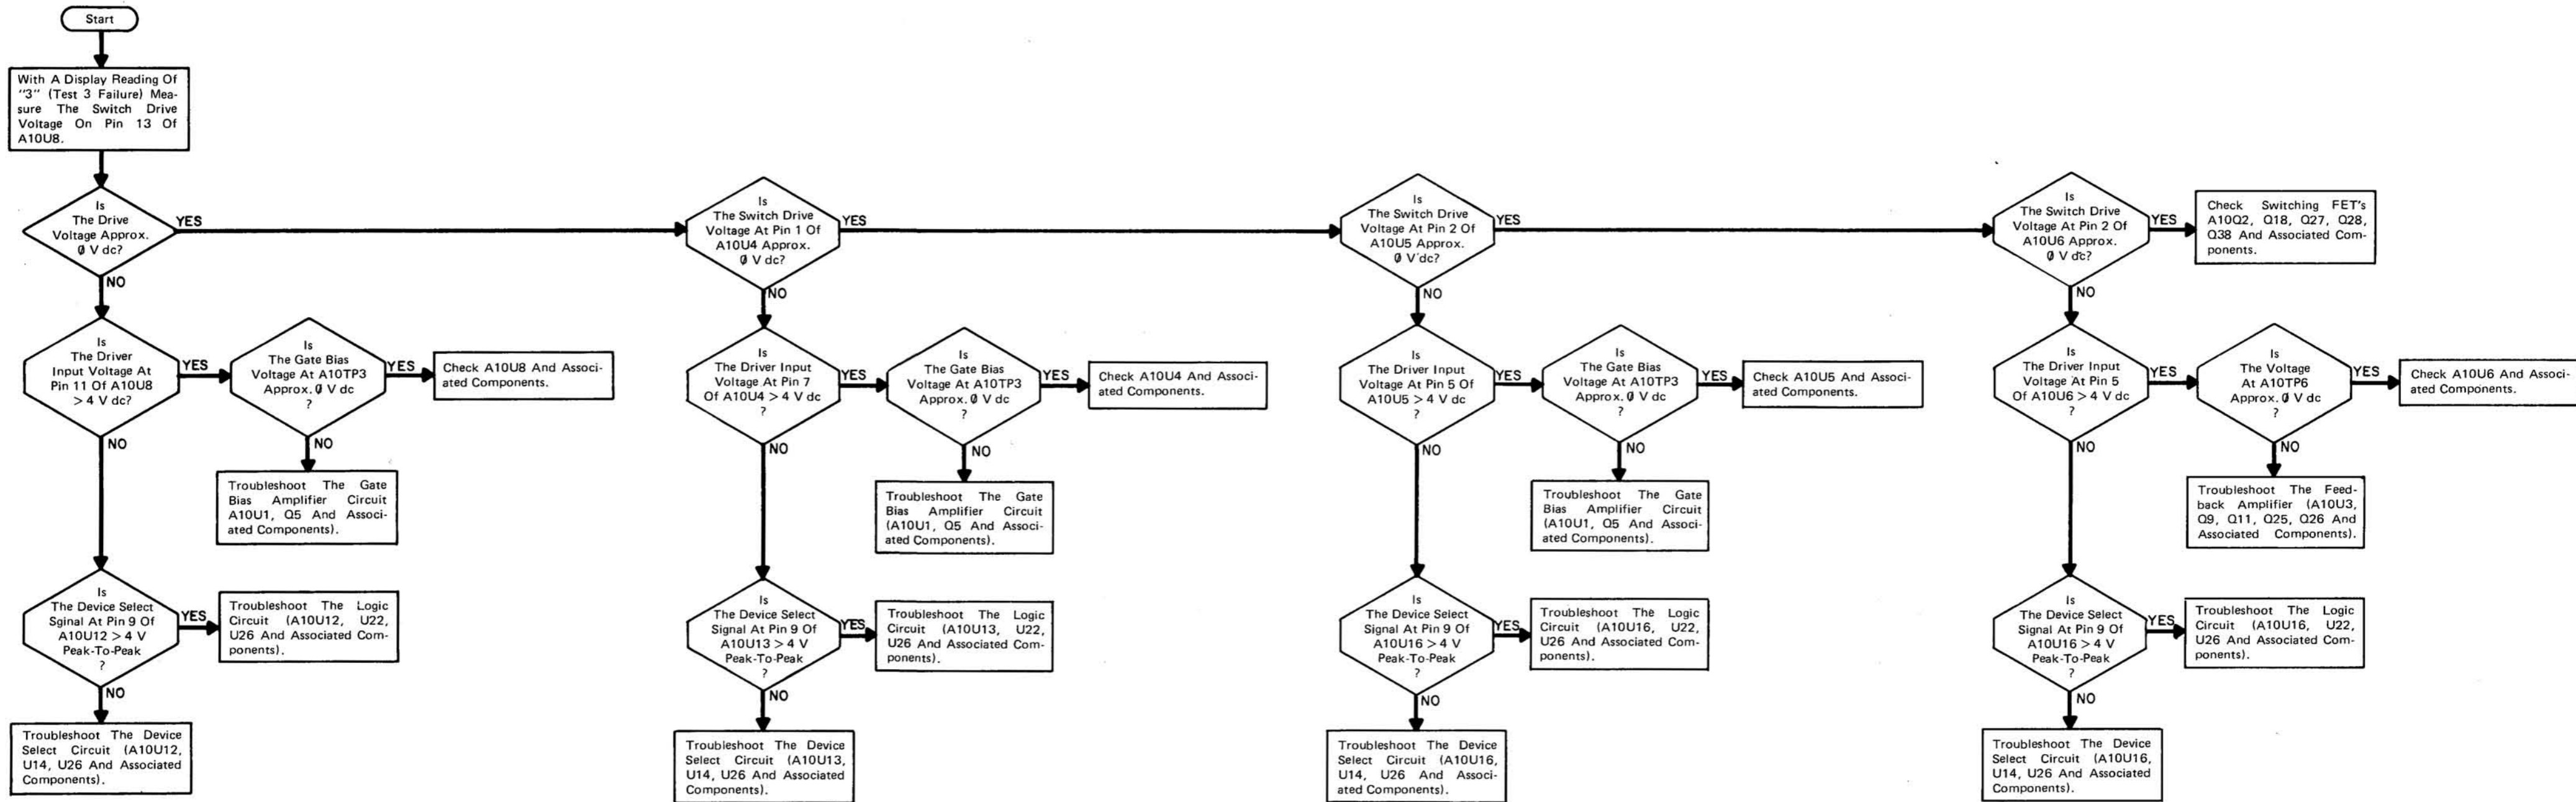 Start
With A Display Reading Of
"3" (Test 3 Failure) Mea-
sure The Switch Drive
Voltage On Pin 13 Of
A10U8.
Is
The Drive
Voltage Approx.
0̸ V dc?
YES
NO
Is
The Switch Drive
Voltage At Pin 1 Of
A10U4 Approx.
0̸ V dc?
YES
NO
Is
The Switch Drive
Voltage At Pin 2 Of
A10U5 Approx.
0̸ V dc?
YES
NO
Is
The Switch Drive
Voltage At Pin 2 Of
A10U6 Approx.
0̸ V dc?
YES
NO
Check Switching FET's
A10Q2, Q18, Q27, Q28,
Q38 And Associated Com-
ponents.
Is
The Driver
Input Voltage At
Pin 11 Of A10U8
> 4 V dc?
YES
NO
Is
The Gate Bias
Voltage At A10TP3
Approx. 0̸ V dc
?
YES
NO
Check A10U8 And Associ-
ated Components.
Troubleshoot The Gate
Bias Amplifier Circuit
A10U1, Q5 And Associ-
ated Components).
Is
The Driver Input
Voltage At Pin 7
Of A10U4 > 4 V dc
?
YES
NO
Is
The Gate Bias
Voltage At A10TP3
Approx. 0̸ V dc
?
YES
NO
Check A10U4 And Associ-
ated Components.
Troubleshoot The Gate
Bias Amplifier Circuit
(A10U1, Q5 And Associ-
ated Components).
Is
The Driver Input
Voltage At Pin 5 Of
A10U5 > 4 V dc
?
YES
NO
Is
The Gate Bias
Voltage At A10TP3
Approx. 0̸ V dc
?
YES
NO
Check A10U5 And Associ-
ated Components.
Troubleshoot The Gate
Bias Amplifier Circuit
(A10U1, Q5 And Associ-
ated Components).
Is
The Driver Input
Voltage At Pin 5
Of A10U6 > 4 V dc
?
YES
NO
Is
The Voltage
At A10TP6
Approx. 0̸ V dc
?
YES
NO
Check A10U6 And Associ-
ated Components.
Troubleshoot The Feed-
back Amplifier (A10U3,
Q9, Q11, Q25, Q26 And
Associated Components).
Is
The Device Select
Sginal At Pin 9 Of
A10U12 > 4 V
Peak-To-Peak
?
YES
NO
Troubleshoot The Logic
Circuit (A10U12, U22,
U26 And Associated Com-
ponents).
Troubleshoot The Device
Select Circuit (A10U12,
U14, U26 And Associated
Components).
Is
The Device Select
Signal At Pin 9 Of
A10U13 > 4 V
Peak-To-Peak
?
YES
NO
Troubleshoot The Logic
Circuit (A10U13, U22,
U26 And Associated Com-
ponents).
Troubleshoot The Device
Select Circuit (A10U13,
U14, U26 And Associated
Components).
Is
The Device Select
Signal At Pin 9 Of
A10U16 > 4 V
Peak-To-Peak
?
YES
NO
Troubleshoot The Logic
Circuit (A10U16, U22,
U26 And Associated Com-
ponents).
Troubleshoot The Device
Select Circuit (A10U16,
U14, U26 And Associ-
ated Components).
Is
The Device Select
Signal At Pin 9 Of
A10U16 > 4 V
Peak-To-Peak
?
YES
NO
Troubleshoot The Logic
Circuit (A10U16, U22,
U26 And Associated Com-
ponents).
Troubleshoot The Device
Select Circuit (A10U16,
U14, U26 And Associated
Components).